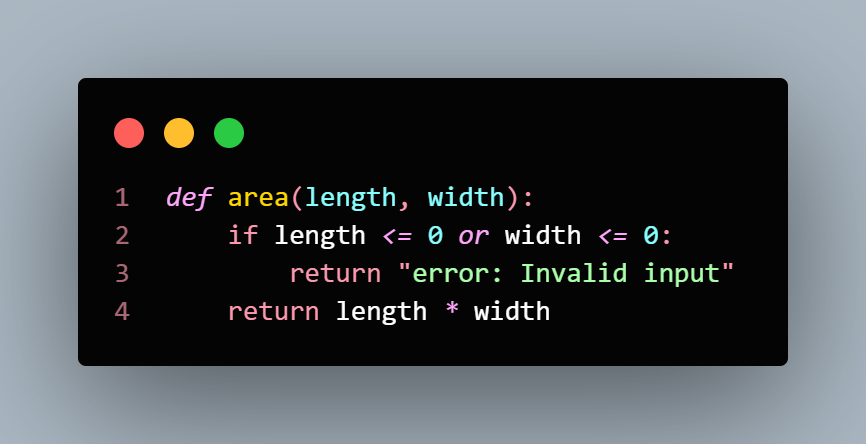 1 def area(length, width):
2     if length <= 0 or width <= 0:
3         return "error: Invalid input"
4     return length * width